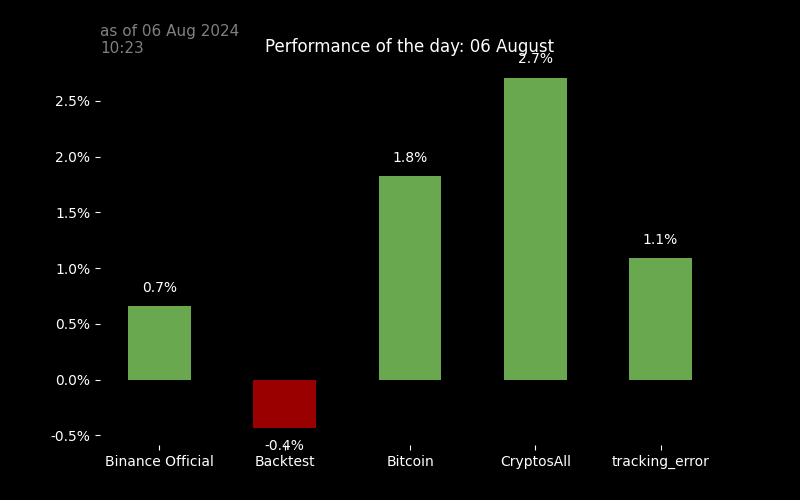 as of 06 Aug 2024
10:23
Performance of the day: 06 August
2.7%
2.5%
2.0%
1.8%
1.5%
1.1%
1.0%
0.7%
0.5%
0.0%
-0.5%
-0.4%
Binance Official
Backtest
Bitcoin
CryptosAll
tracking_error